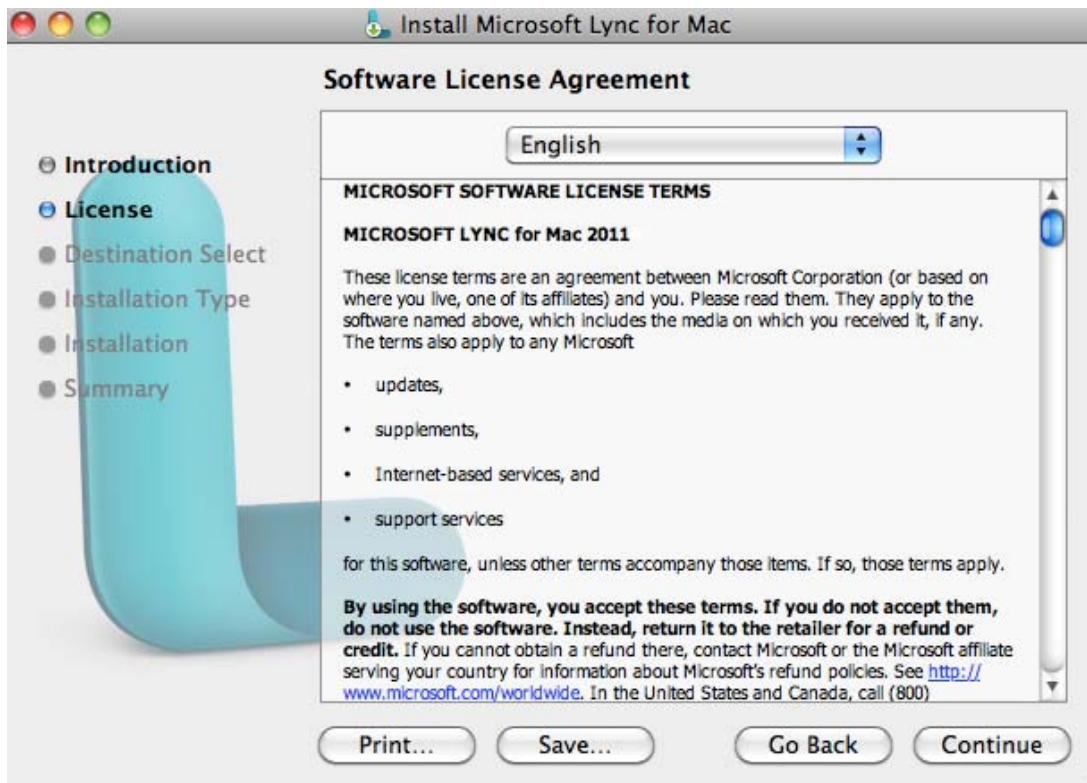 Install Microsoft Lync for Mac
Software License Agreement
Introduction
License
Destination Select
Installation Type
Installation
Summary
English
MICROSOFT SOFTWARE LICENSE TERMS
MICROSOFT LYNC for Mac 2011
These license terms are an agreement between Microsoft Corporation (or based on
where you live, one of its affiliates) and you. Please read them. They apply to the
software named above, which includes the media on which you received it, if any.
The terms also apply to any Microsoft
• updates,
• supplements,
• Internet-based services, and
• support services
for this software, unless other terms accompany those items. If so, those terms apply.
By using the software, you accept these terms. If you do not accept them,
do not use the software. Instead, return it to the retailer for a refund or
credit. If you cannot obtain a refund there, contact Microsoft or the Microsoft affiliate
serving your country for information about Microsoft's refund policies. See http://
www.microsoft.com/worldwide. In the United States and Canada, call (800)
Print...
Save...
Go Back
Continue